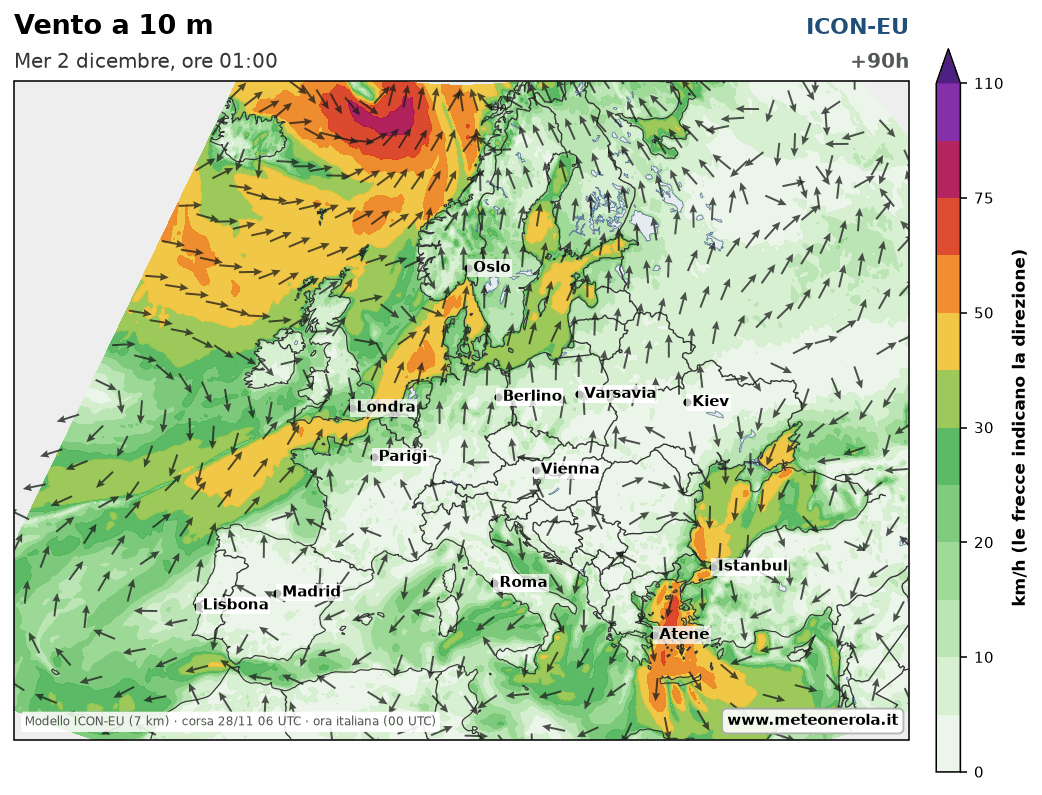 Vento a 10 m
ICON-EU
Mer 2 dicembre, ore 01:00
+90h
110
75
50
30
20
10
0
km/h (le frecce indicano la direzione)
Oslo
Londra
Berlino
Varsavia
Kiev
Parigi
Vienna
Istanbul
Roma
Madrid
Lisbona
Atene
Modello ICON-EU (7 km) · corsa 28/11 06 UTC · ora italiana (00 UTC)
www.meteonerola.it